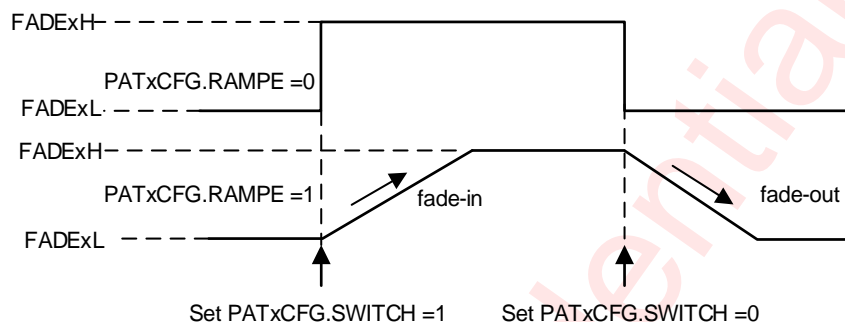 FADExH
PATxCFG.RAMPE =0
FADExL
FADExH
PATxCFG.RAMPE =1
fade-in
fade-out
FADExL
Set PATxCFG.SWITCH =1
Set PATxCFG.SWITCH =0